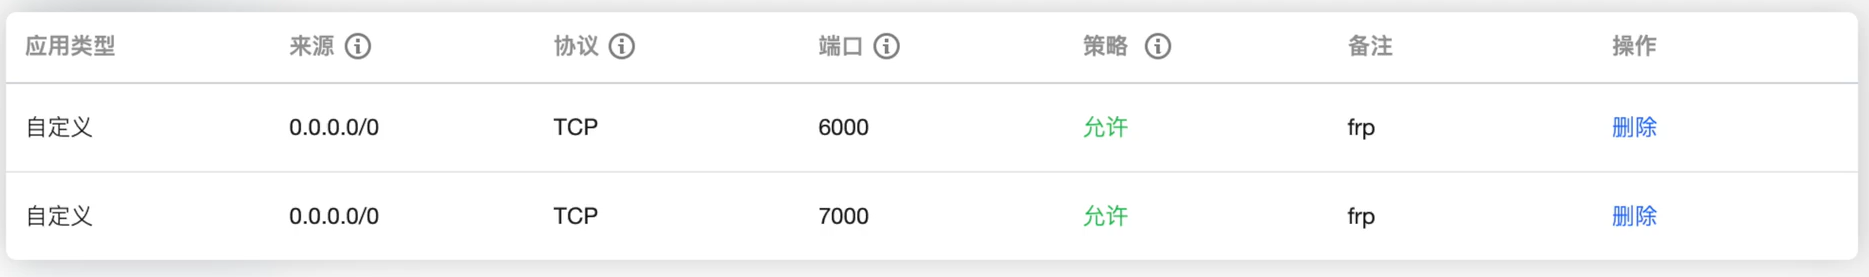 应用类型 来源 协议 端口 策略 备注 操作
自定义 0.0.0.0/0 TCP 6000 允许 frp 删除
自定义 0.0.0.0/0 TCP 7000 允许 frp 删除